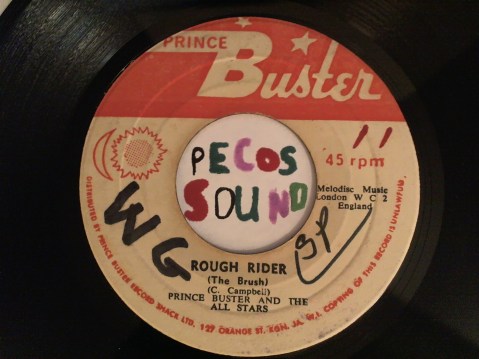 PRINCE
Buster
11
45 rpm
PECOS
SOUND
Melodisc Music
London W C 2
England
WG
SP
ROUGH RIDER
(The Brush)
(C. Campbell)
PRINCE BUSTER AND THE
ALL STARS
DISTRIBUTED BY PRINCE BUSTER RECORD SHACK LTD. 127 ORANGE ST. KGN. JA. W.I. COPYING OF THIS RECORD IS UNLAWFUL.